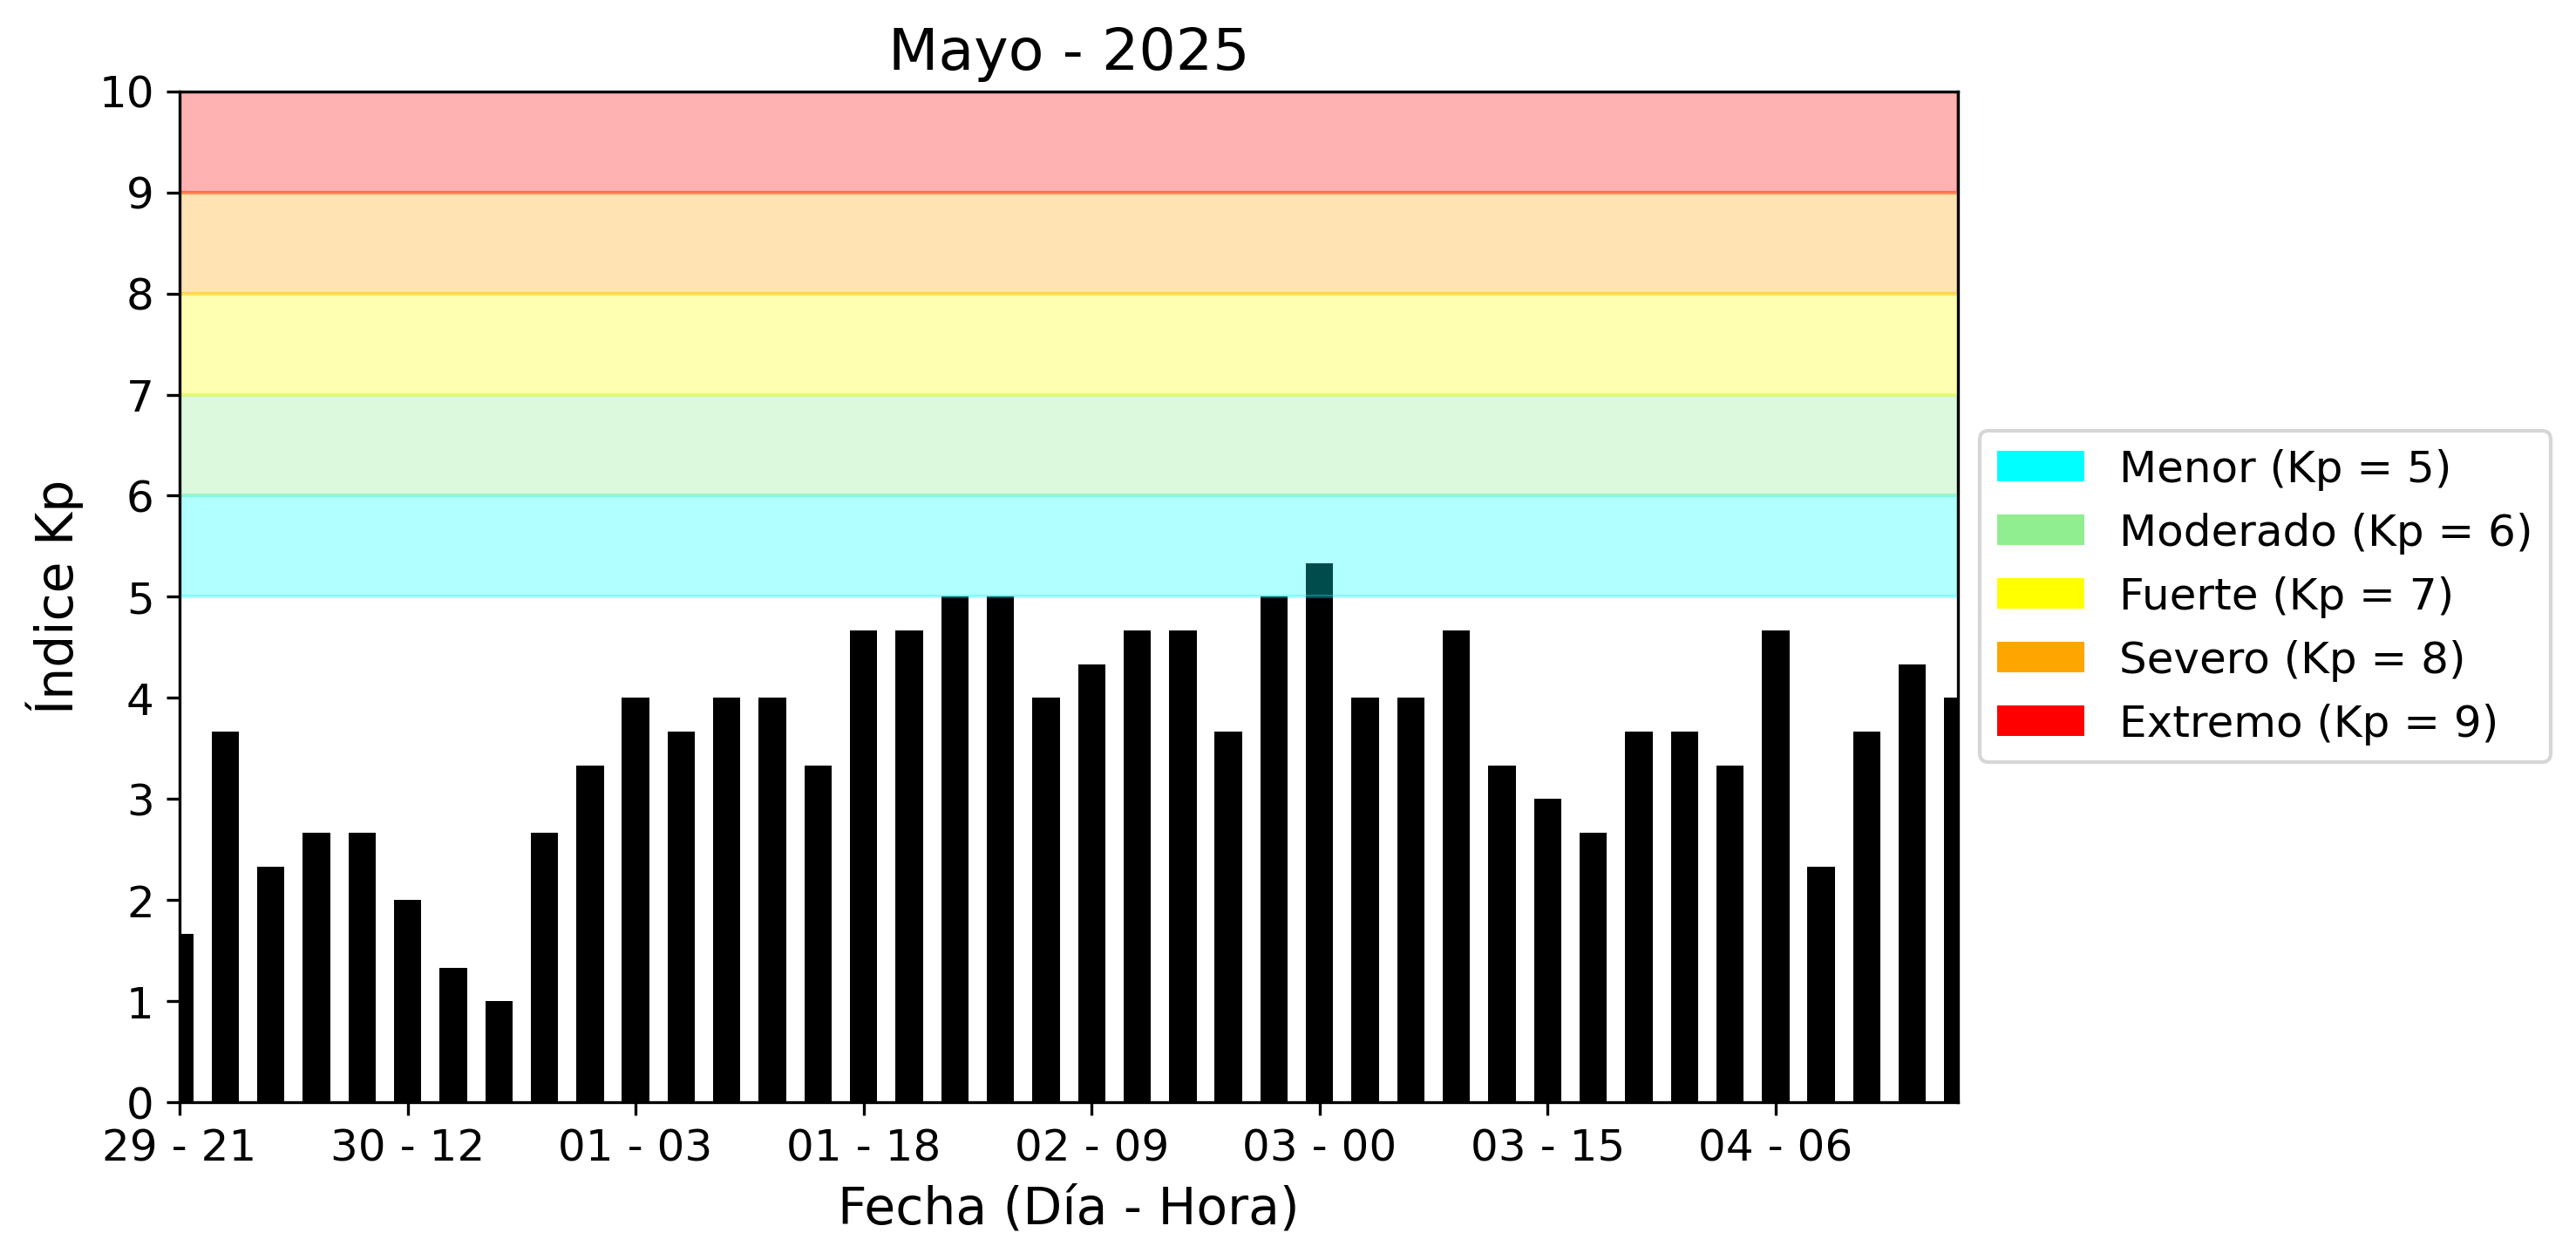 Mayo - 2025
10
9
8
7
6
5
4
3
2
1
0
Índice Kp
29 - 21 30 - 12 01 - 03 01 - 18 02 - 09 03 - 00 03 - 15 04 - 06
Fecha (Día - Hora)
Menor (Kp = 5)
Moderado (Kp = 6)
Fuerte (Kp = 7)
Severo (Kp = 8)
Extremo (Kp = 9)